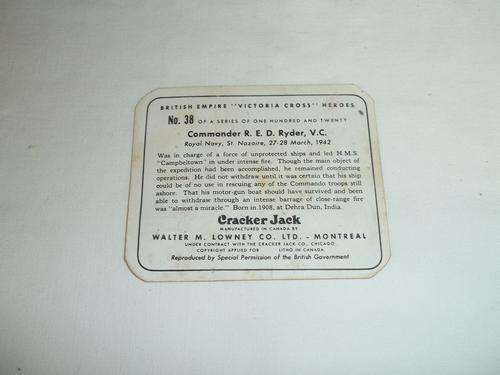 BRITISH EMPIRE "VICTORIA CROSS" HEROES
No. 38 OF A SERIES OF ONE HUNDRED AND TWENTY
Commander R. E. D. Ryder, V.C.
Royal Navy, St. Nazaire, 27-28 March, 1942
Was in charge of a force of unprotected ships and led H.M.S.
"Campbeltown" in under intense fire. Though the main object of
the expedition had been accomplished, he remained conducting
operations. He did not withdraw until it was certain that his ship
could be of no use in rescuing any of the Commando troops still
ashore. That his motor-gun boat should have survived and been
able to withdraw through an intense barrage of close-range fire
was "almost a miracle." Born in 1908, at Dehra Dun, India.
Cracker Jack
MANUFACTURED IN CANADA BY
WALTER M. LOWNEY CO. LTD. - MONTREAL
UNDER CONTRACT WITH THE CRACKER JACK CO., CHICAGO
COPYRIGHT APPLIED FOR LITHO IN CANADA
Reproduced by Special Permission of the British Government